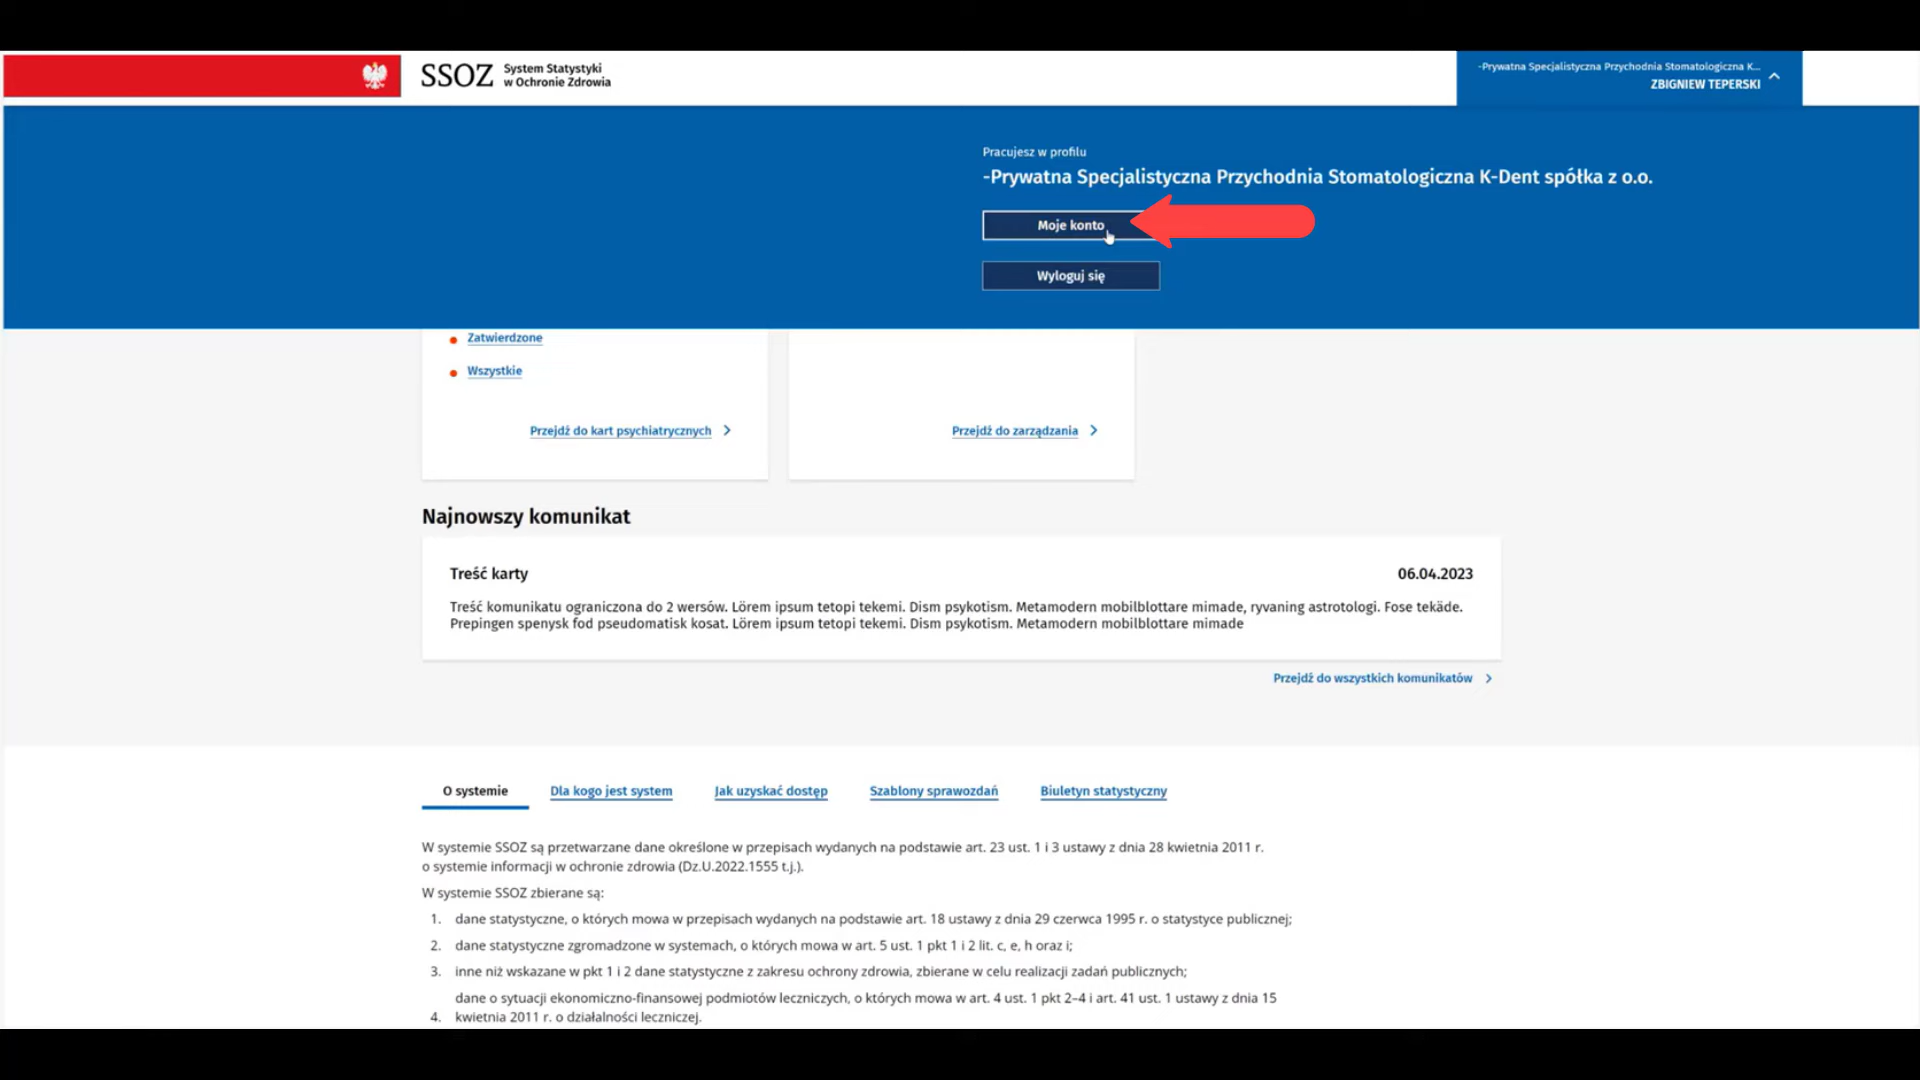 SSOZ System Statystyki
w Ochronie Zdrowia
-Prywatna Specjalistyczna Przychodnia Stomatologiczna K...
ZBIGNIEW TEPERSKI
Pracujesz w profilu
-Prywatna Specjalistyczna Przychodnia Stomatologiczna K-Dent spółka z o.o.
Moje konto
Wyloguj się
Zatwierdzone
Wszystkie
Przejdź do kart psychiatrycznych
Przejdź do zarządzania
Najnowszy komunikat
Treść karty
06.04.2023
Treść komunikatu ograniczona do 2 wersów. Lörem ipsum tetopi tekemi. Dism psykotism. Metamodern mobilblottare mimade, ryvaning astrotologi. Fose tekäde.
Prepingen spenysk fod pseudomatisk kosat. Lörem ipsum tetopi tekemi. Dism psykotism. Metamodern mobilblottare mimade
Przejdź do wszystkich komunikatów
O systemie
Dla kogo jest system
Jak uzyskać dostęp
Szablony sprawozdań
Biuletyn statystyczny
W systemie SSOZ są przetwarzane dane określone w przepisach wydanych na podstawie art. 23 ust. 1 i 3 ustawy z dnia 28 kwietnia 2011 r.
o systemie informacji w ochronie zdrowia (Dz.U.2022.1555 t.j.).
W systemie SSOZ zbierane są:
1. dane statystyczne, o których mowa w przepisach wydanych na podstawie art. 18 ustawy z dnia 29 czerwca 1995 r. o statystyce publicznej;
2. dane statystyczne zgromadzone w systemach, o których mowa w art. 5 ust. 1 pkt 1 i 2 lit. c, e, h oraz i;
3. inne niż wskazane w pkt 1 i 2 dane statystyczne z zakresu ochrony zdrowia, zbierane w celu realizacji zadań publicznych;
dane o sytuacji ekonomiczno-finansowej podmiotów leczniczych, o których mowa w art. 4 ust. 1 pkt 2–4 i art. 41 ust. 1 ustawy z dnia 15
4. kwietnia 2011 r. o działalności leczniczej.